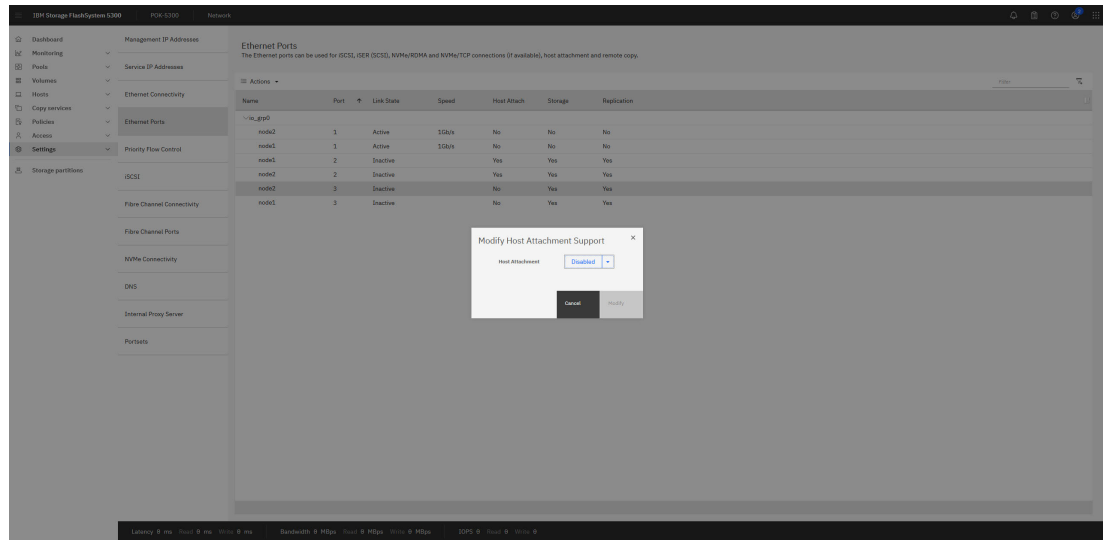 IBM Storage FlashSystem 5300 POK-5300 Network
Dashboard
Monitoring
Pools
Volumes
Hosts
Copy services
Policies
Access
Settings
Storage partitions
Management IP Addresses
Service IP Addresses
Ethernet Connectivity
Ethernet Ports
Priority Flow Control
iSCSI
Fibre Channel Connectivity
Fibre Channel Ports
NVMe Connectivity
DNS
Internal Proxy Server
Portsets
Ethernet Ports
The Ethernet ports can be used for iSCSI, iSER (SCSI), NVMe/RDMA and NVMe/TCP connections (if available), host attachment and remote copy.
Actions
Filter
Name Port Link State Speed Host Attach Storage Replication
io_grp0
node2 1 Active 1Gb/s No No No
node1 1 Active 1Gb/s No No No
node1 2 Inactive Yes Yes Yes
node2 2 Inactive Yes Yes Yes
node2 3 Inactive No Yes Yes
node1 3 Inactive No Yes Yes
Modify Host Attachment Support
Host Attachment Disabled
Cancel Modify
Latency 0 ms Read 0 ms Write 0 ms Bandwidth 0 MBps Read 0 MBps Write 0 MBps IOPS 0 Read 0 Write 0